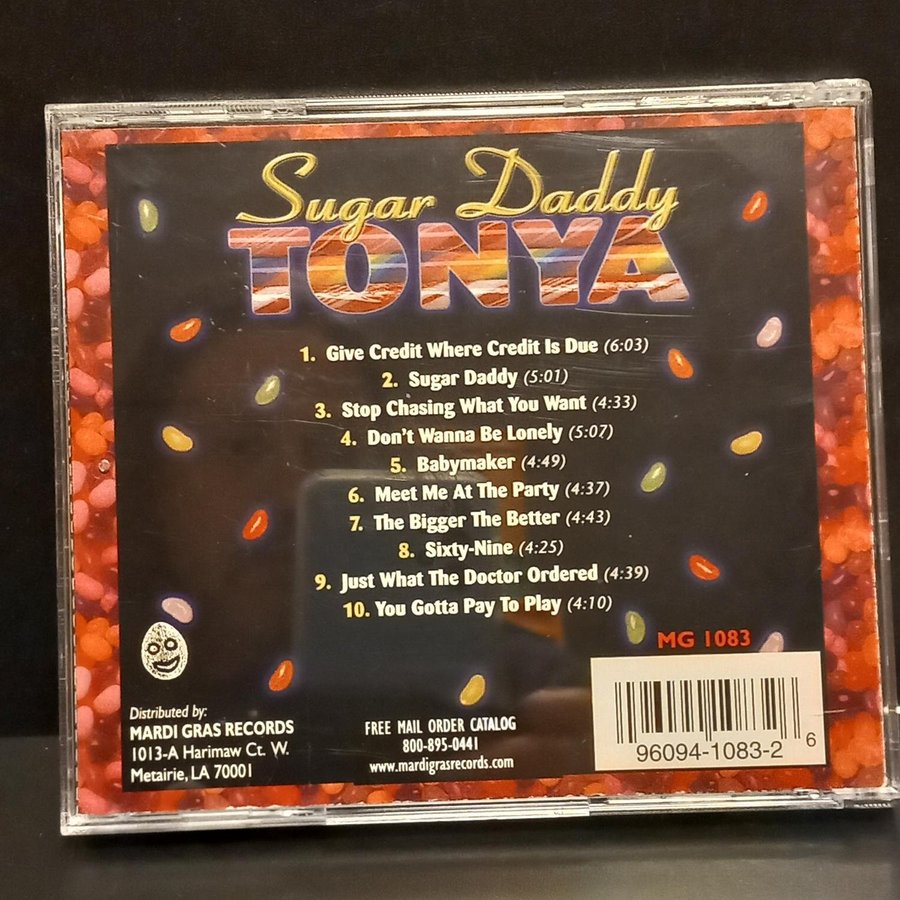 Sugar Daddy
TONYA
1. Give Credit Where Credit Is Due (6:03)
2. Sugar Daddy (5:01)
3. Stop Chasing What You Want (4:33)
4. Don't Wanna Be Lonely (5:07)
5. Babymaker (4:49)
6. Meet Me At The Party (4:37)
7. The Bigger The Better (4:43)
8. Sixty-Nine (4:25)
9. Just What The Doctor Ordered (4:39)
10. You Gotta Pay To Play (4:10)
MG 1083
Distributed by:
MARDI GRAS RECORDS
1013-A Harimaw Ct. W.
Metairie, LA 70001
FREE MAIL ORDER CATALOG
800-895-0441
www.mardigrasrecords.com
96094-1083-2 6